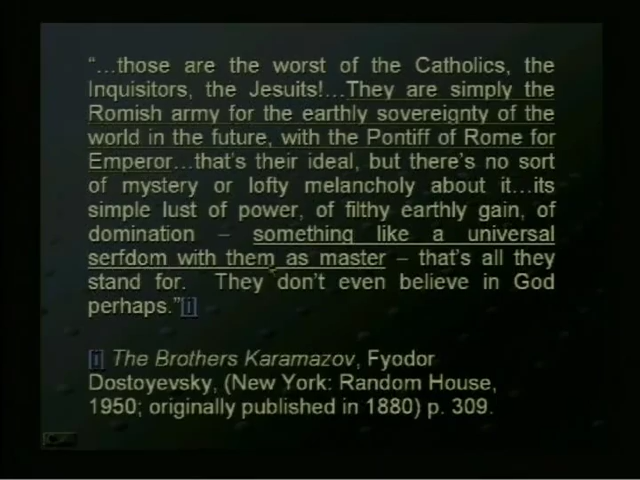 “…those are the worst of the Catholics, the
Inquisitors, the Jesuits!…They are simply the
Romish army for the earthly sovereignty of the
world in the future, with the Pontiff of Rome for
Emperor…that’s their ideal, but there’s no sort
of mystery or lofty melancholy about it…its
simple lust of power, of filthy earthly gain, of
domination – something like a universal
serfdom with them as master – that’s all they
stand for. They don’t even believe in God
perhaps.”[i]
[i] The Brothers Karamazov, Fyodor
Dostoyevsky, (New York: Random House,
1950; originally published in 1880) p. 309.